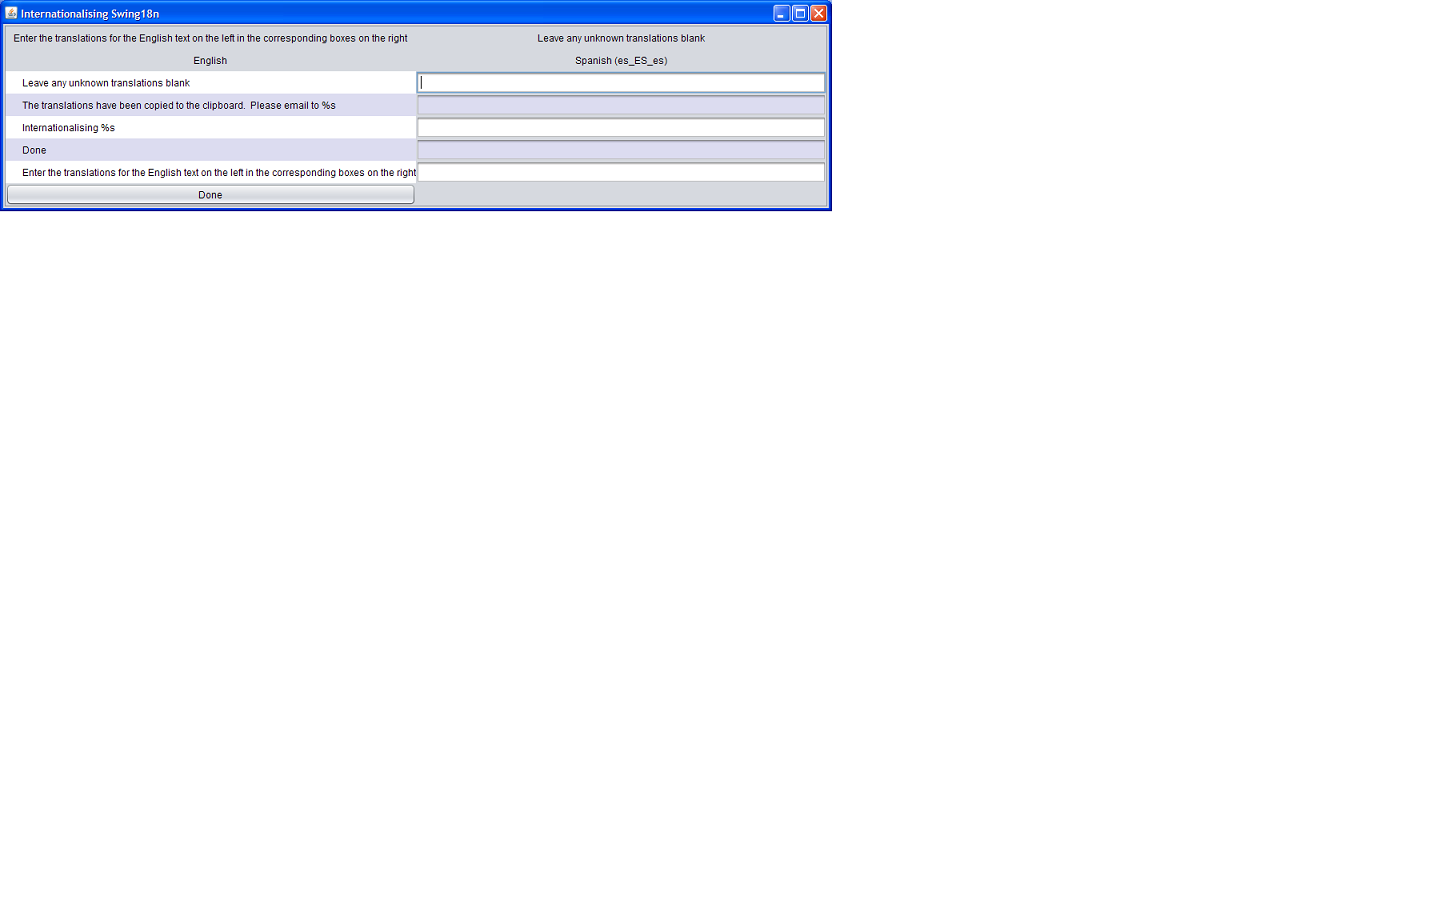 Internationalising Swing18n
Enter the translations for the English text on the left in the corresponding boxes on the right
Leave any unknown translations blank
English
Spanish (es_ES_es)
Leave any unknown translations blank
The translations have been copied to the clipboard.  Please email to %s
Internationalising %s
Done
Enter the translations for the English text on the left in the corresponding boxes on the right
Done